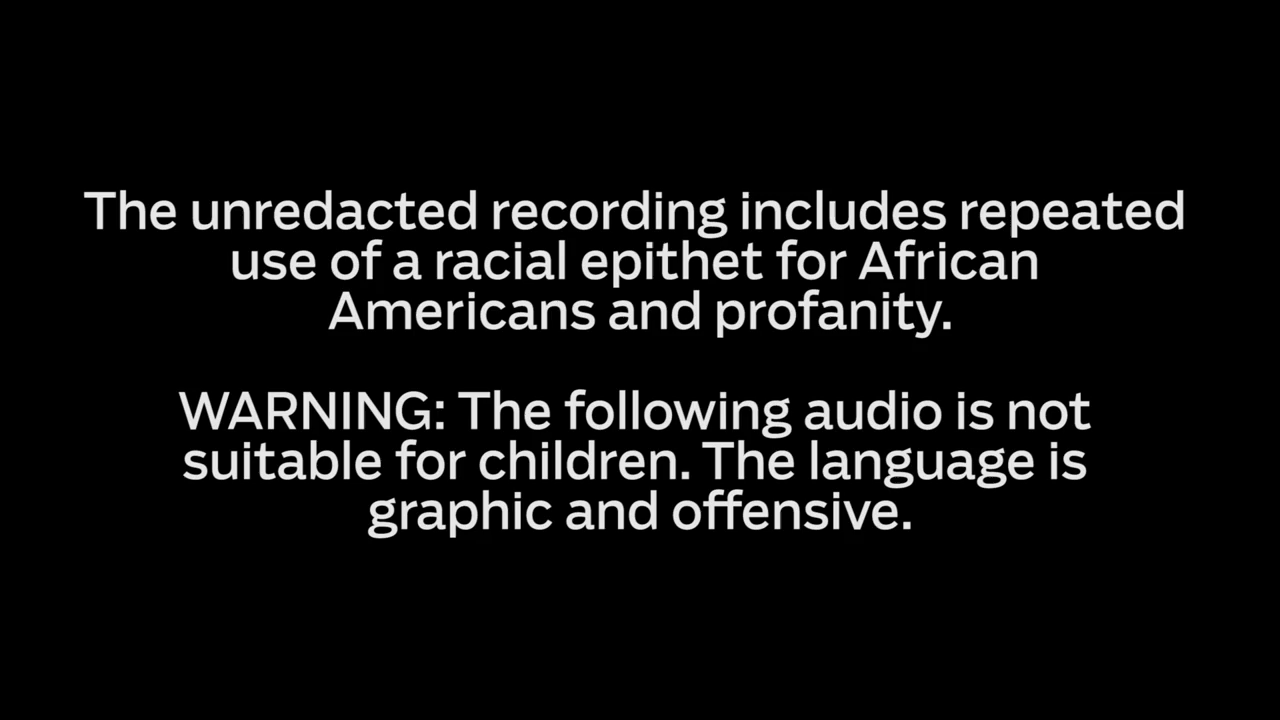 The unredacted recording includes repeated
use of a racial epithet for African
Americans and profanity.
WARNING: The following audio is not
suitable for children. The language is
graphic and offensive.